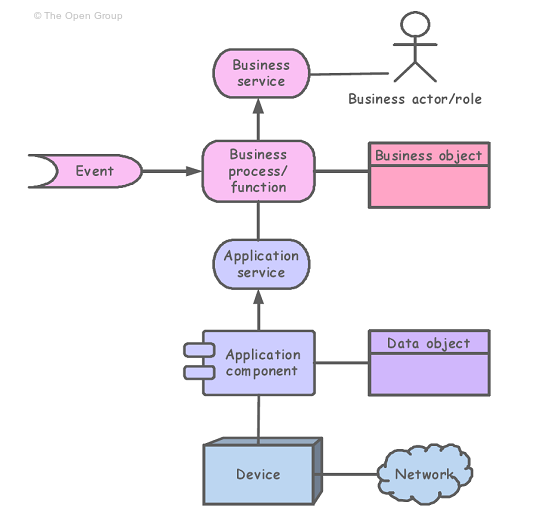 © The Open Group
Business
service
Business actor/role
Business
process/
function
Event
Business object
Application
service
Application
component
Data object
Device
Network